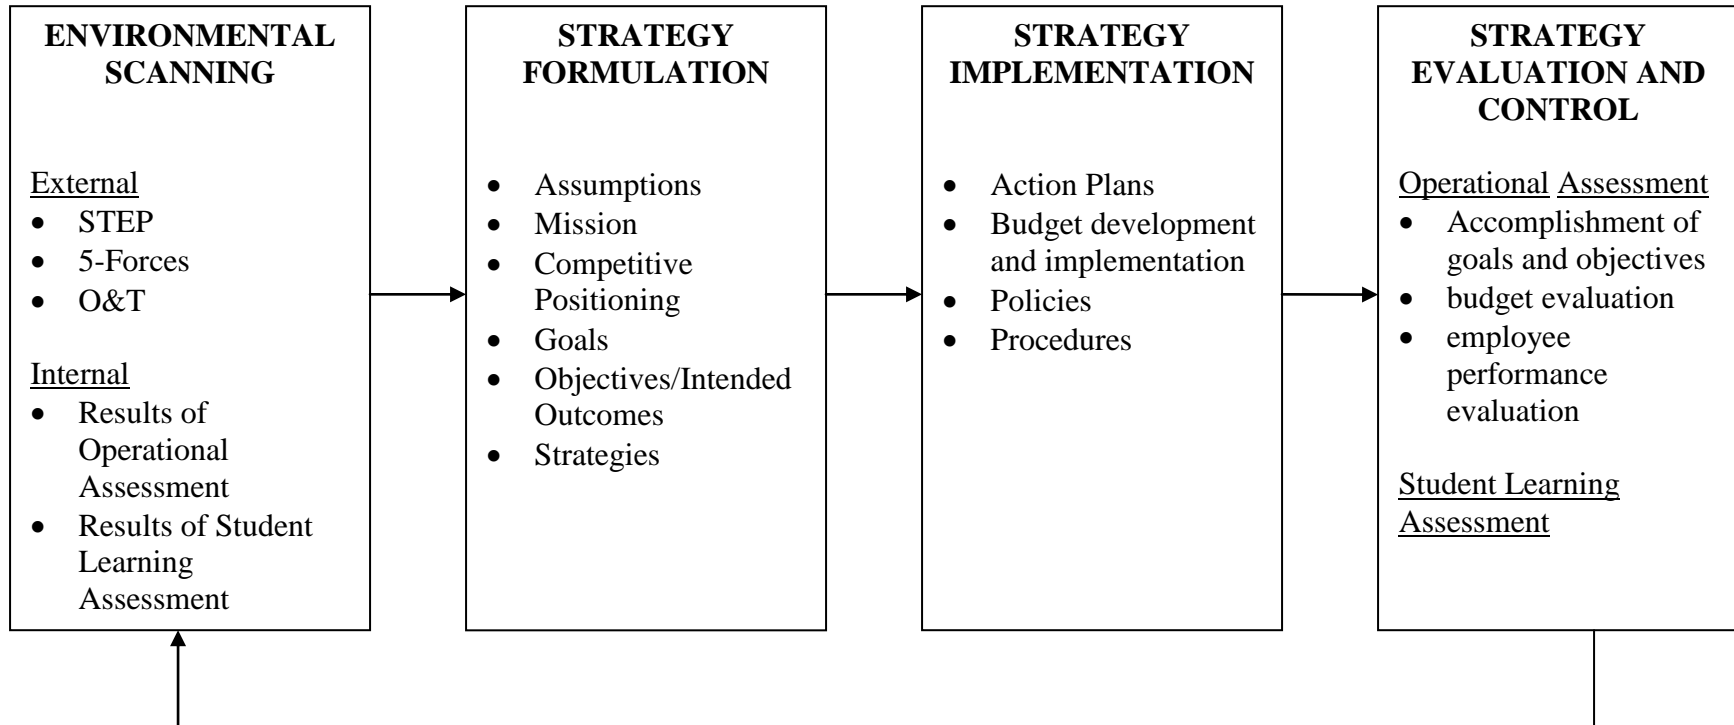 ENVIRONMENTAL
SCANNING
External
• STEP
• 5-Forces
• O&T
Internal
• Results of
Operational
Assessment
• Results of Student
Learning
Assessment
STRATEGY
FORMULATION
• Assumptions
• Mission
• Competitive
Positioning
• Goals
• Objectives/Intended
Outcomes
• Strategies
STRATEGY
IMPLEMENTATION
• Action Plans
• Budget development
and implementation
• Policies
• Procedures
STRATEGY
EVALUATION AND
CONTROL
Operational Assessment
• Accomplishment of
goals and objectives
• budget evaluation
• employee
performance
evaluation
Student Learning
Assessment